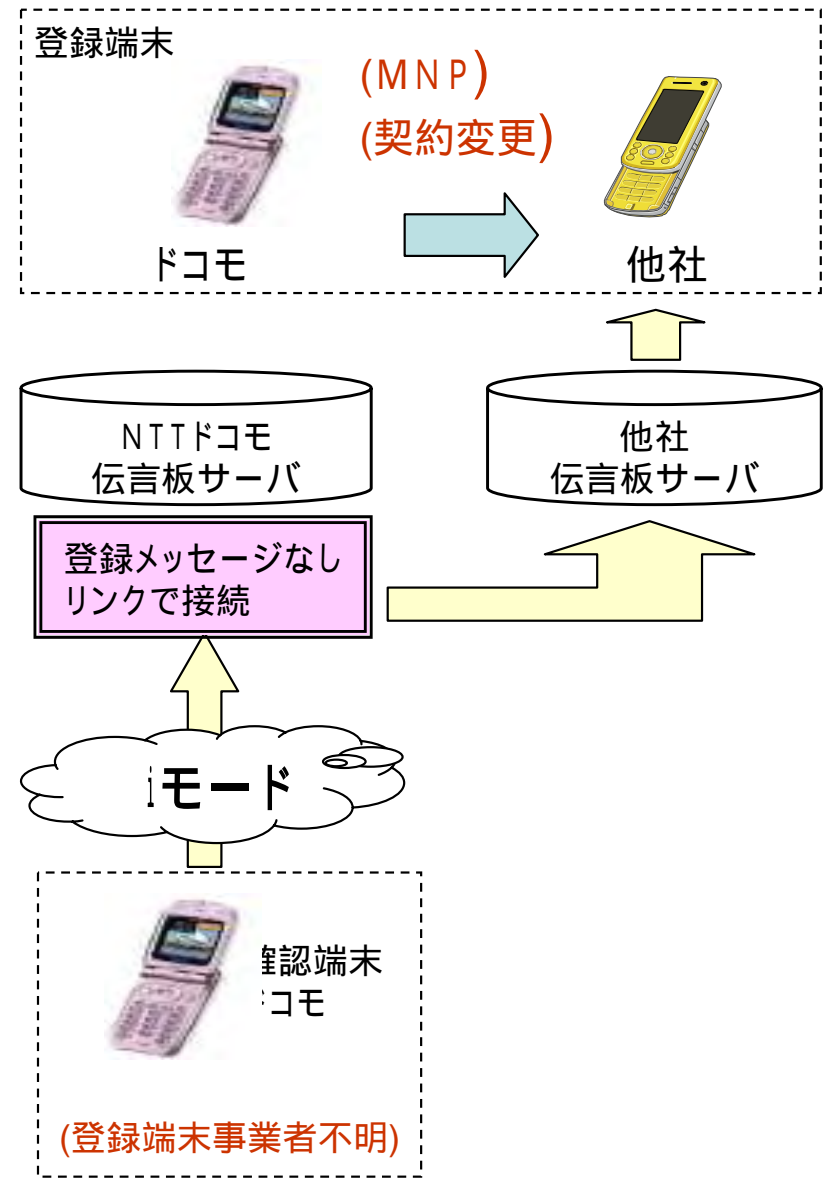 登録端末
(MNP)
(契約変更)
ドコモ
他社
NTTドコモ
伝言板サーバ
他社
伝言板サーバ
登録メッセージなし
リンクで接続
iモード
確認端末
ドコモ
(登録端末事業者不明)